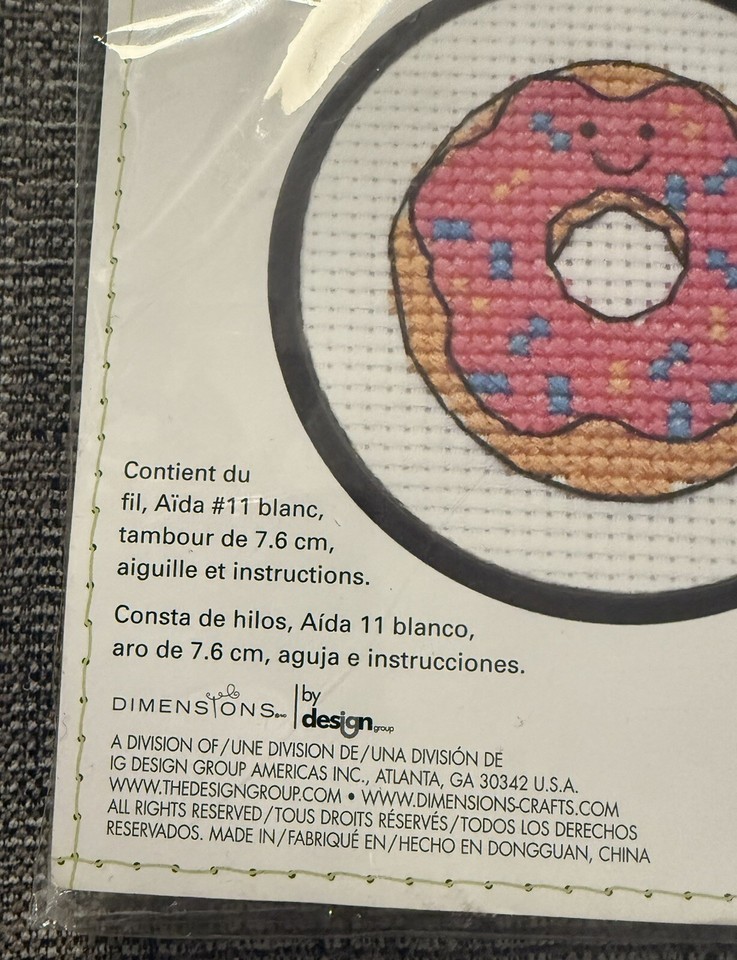 Contient du
fil, Aïda #11 blanc,
tambour de 7.6 cm,
aiguille et instructions.
Consta de hilos, Aída 11 blanco,
aro de 7.6 cm, aguja e instrucciones.
DIMENSIONS
by
design group
A DIVISION OF/UNE DIVISION DE/UNA DIVISIÓN DE
IG DESIGN GROUP AMERICAS INC., ATLANTA, GA 30342 U.S.A.
WWW.THEDESIGNGROUP.COM • WWW.DIMENSIONS-CRAFTS.COM
ALL RIGHTS RESERVED/TOUS DROITS RÉSERVÉS/TODOS LOS DERECHOS
RESERVADOS. MADE IN/FABRIQUÉ EN/HECHO EN DONGGUAN, CHINA